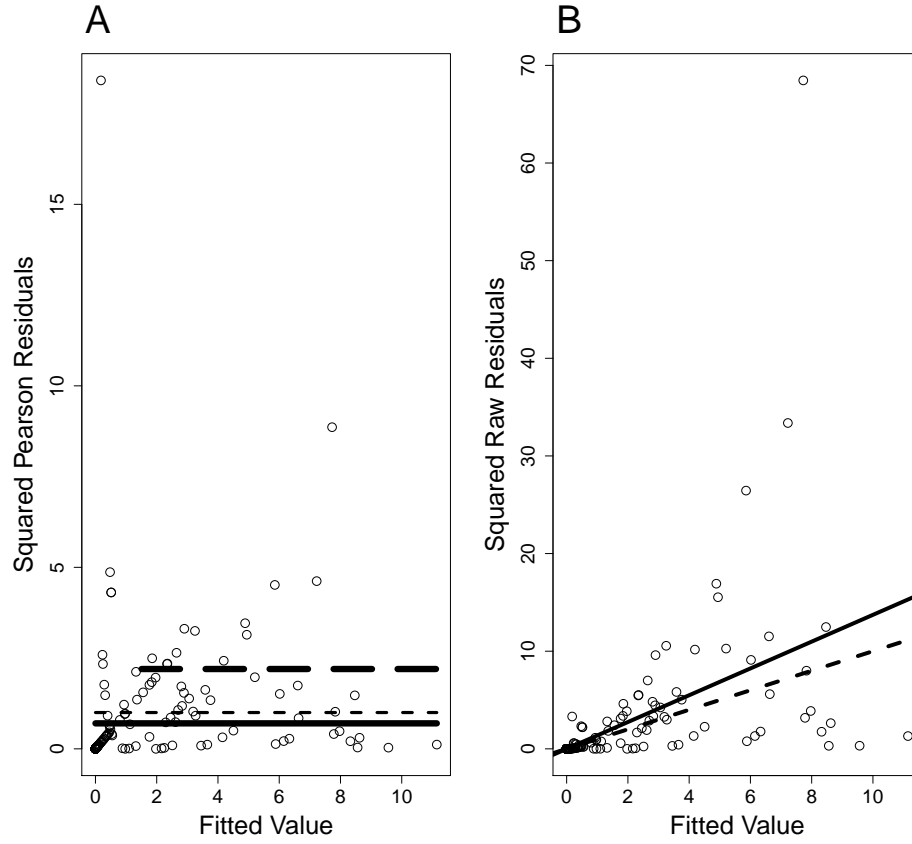 A
Squared Pearson Residuals
0 5 10 15
0 2 4 6 8 10
Fitted Value
B
Squared Raw Residuals
0 10 20 30 40 50 60 70
0 2 4 6 8 10
Fitted Value